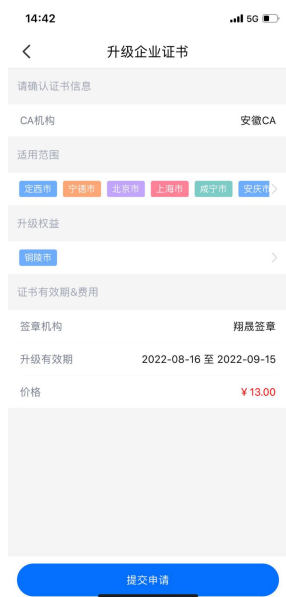 14:42
5G
升级企业证书
请确认证书信息
CA机构 安徽CA
适用范围
定西市 宁德市 北京市 上海市 咸宁市 安庆市
升级权益
铜陵市
证书有效期&费用
签章机构 翔晟签章
升级有效期 2022-08-16 至 2022-09-15
价格 ¥13.00
提交申请